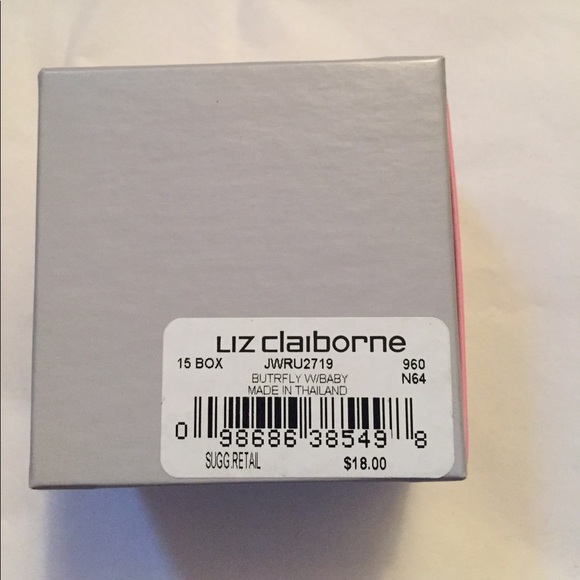 LIZ claiborne
15 BOX JWRU2719 960
BUTRFLY W/BABY N64
MADE IN THAILAND
0 98686 38549 8
SUGG.RETAIL $18.00